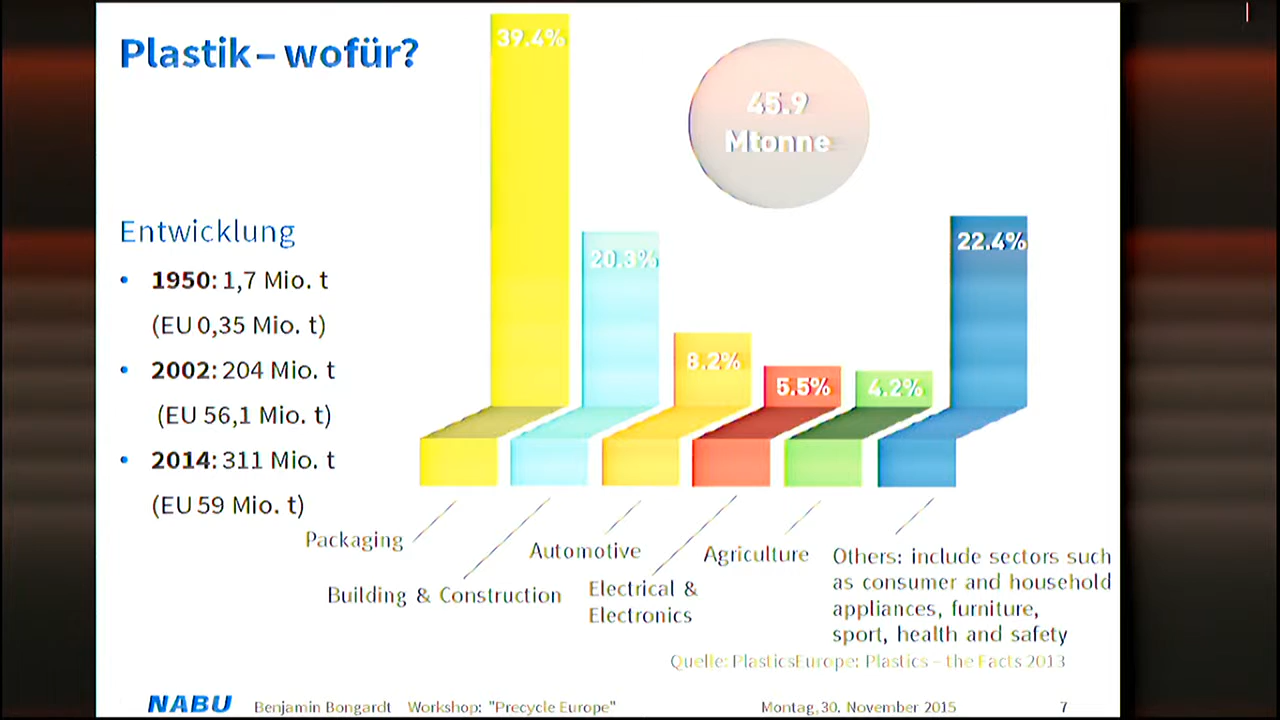 Plastik – wofür?
39.4%
45.9
Mtonne
20.3%
22.4%
8.2%
5.5%
4.2%
Entwicklung
• 1950: 1,7 Mio. t
(EU 0,35 Mio. t)
• 2002: 204 Mio. t
(EU 56,1 Mio. t)
• 2014: 311 Mio. t
(EU 59 Mio. t)
Packaging
Building & Construction
Automotive
Electrical &
Electronics
Agriculture
Others: include sectors such
as consumer and household
appliances, furniture,
sport, health and safety
Quelle: PlasticsEurope: Plastics – the Facts 2013
NABU Benjamin Bongardt Workshop: "Precycle Europe" Montag, 30. November 2015 7